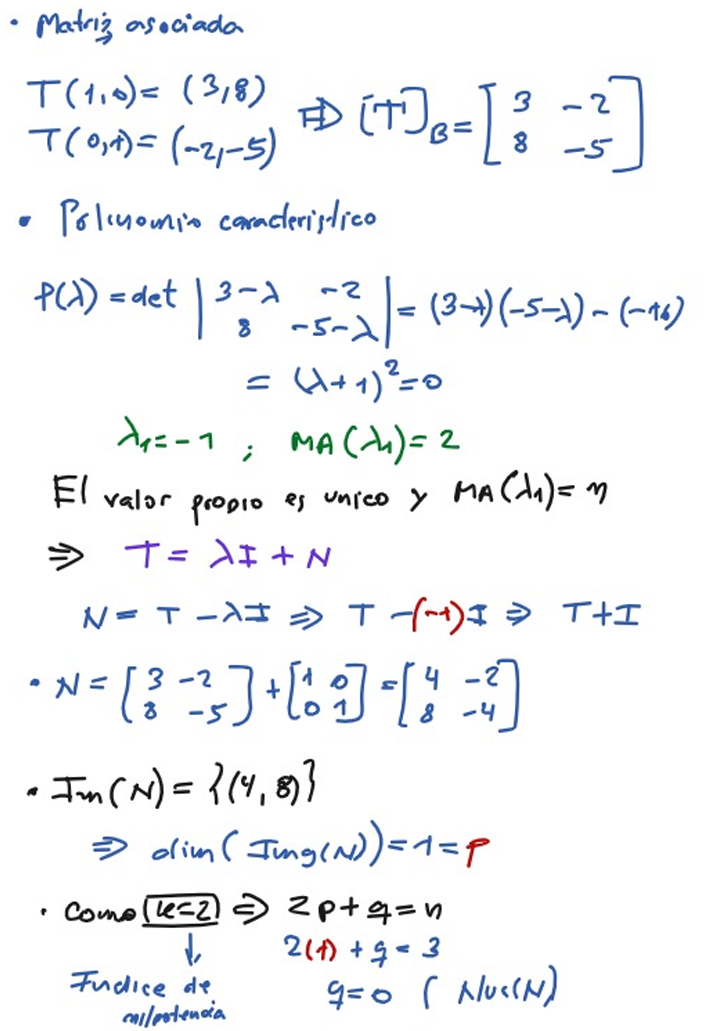 • Matriz asociada
T(1,0)= (3,8)
T(0,1)= (-2,-5)
⇒ [T]B = [3 -2
8 -5]
• Polinomio caracteristico
P(λ) = det |3-λ -2
8 -5-λ| = (3-λ)(-5-λ) - (-16)
= (λ+1)²=0
λ1=-1 ; MA(λ1)= 2
El valor propio es unico y MA(λ1)= n
⇒ T = λI + N
N = T - λI ⇒ T -(-1)I ⇒ T+I
• N = [3 -2
8 -5] + [1 0
0 1] = [4 -2
8 -4]
• Im(N) = {(4, 8)}
⇒ dim( Img(N))=1=p
• Como k=2 ⇒ 2p+q=n
2(1) + q = 3
Indice de
nilpotencia
q=0 ( Nuc(N)